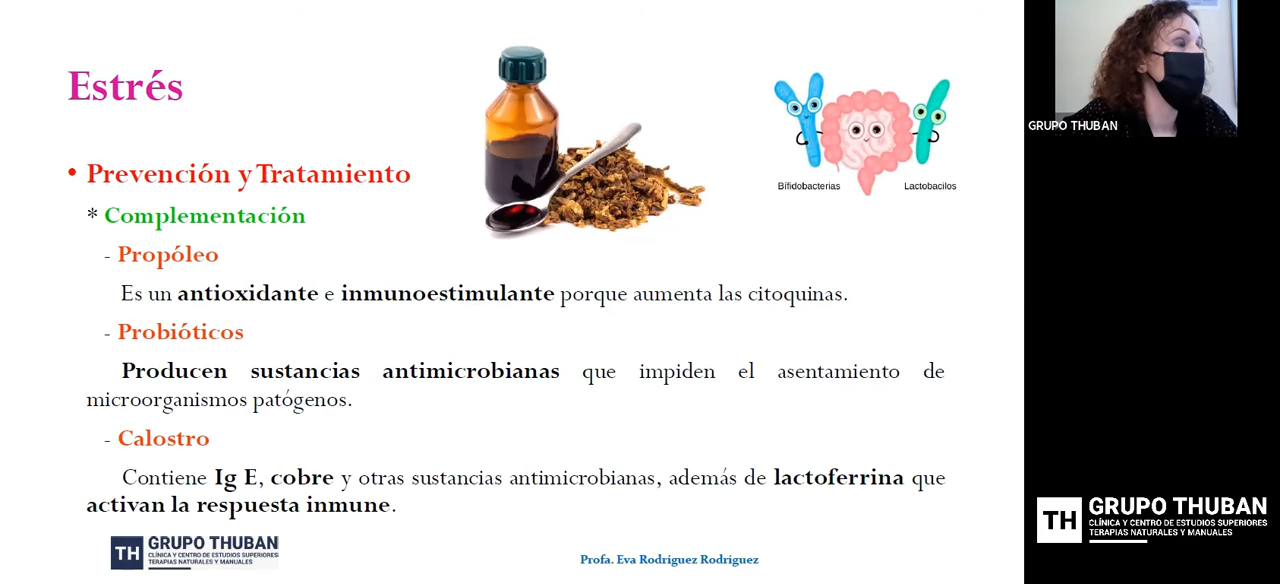 Estrés
Bífidobacterias
Lactobacilos
GRUPO THUBAN
• Prevención y Tratamiento
* Complementación
- Propóleo
Es un antioxidante e inmunoestimulante porque aumenta las citoquinas.
- Probióticos
Producen sustancias antimicrobianas que impiden el asentamiento de
microorganismos patógenos.
- Calostro
Contiene Ig E, cobre y otras sustancias antimicrobianas, además de lactoferrina que
activan la respuesta inmune.
TH GRUPO THUBAN
CLÍNICA Y CENTRO DE ESTUDIOS SUPERIORES
TERAPIAS NATURALES Y MANUALES
Profa. Eva Rodríguez Rodríguez
TH GRUPO THUBAN
CLÍNICA Y CENTRO DE ESTUDIOS SUPERIORES
TERAPIAS NATURALES Y MANUALES